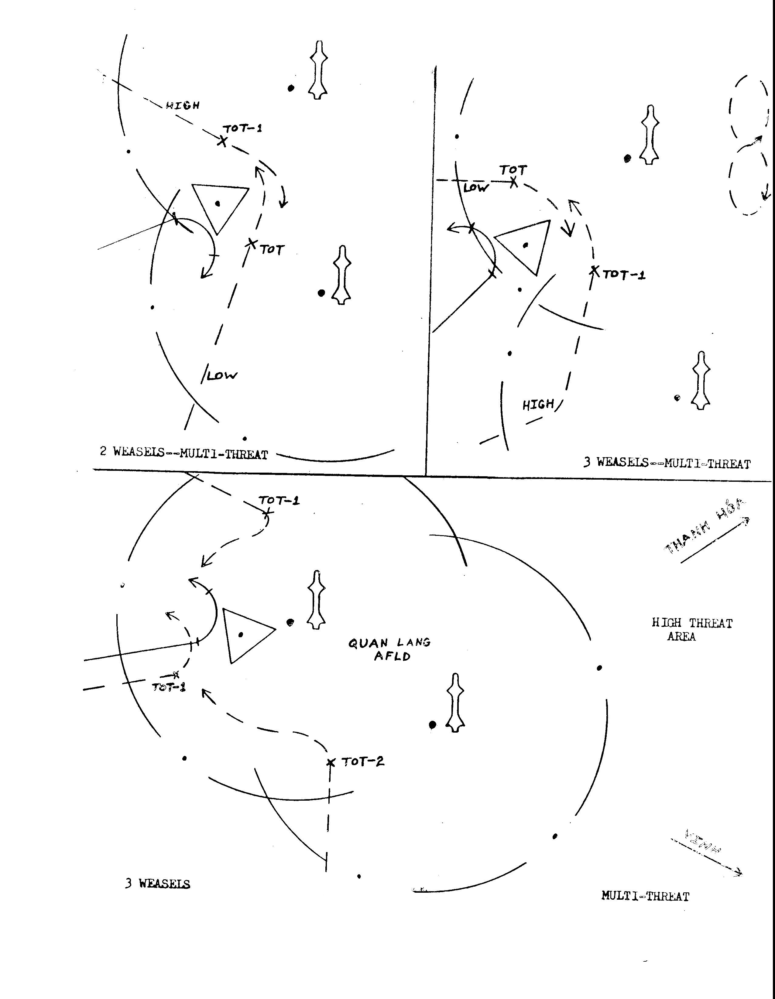 HIGH
TOT-1
TOT
LOW
2 WEASELS--MULTI-THREAT
TOT
LOW
TOT-1
HIGH
3 WEASELS--MULTI-THREAT
TOT-1
THANH HÓA
HIGH THREAT
AREA
QUAN LANG
AFLD
TOT-1
TOT-2
VINH
3 WEASELS
MULTI-THREAT